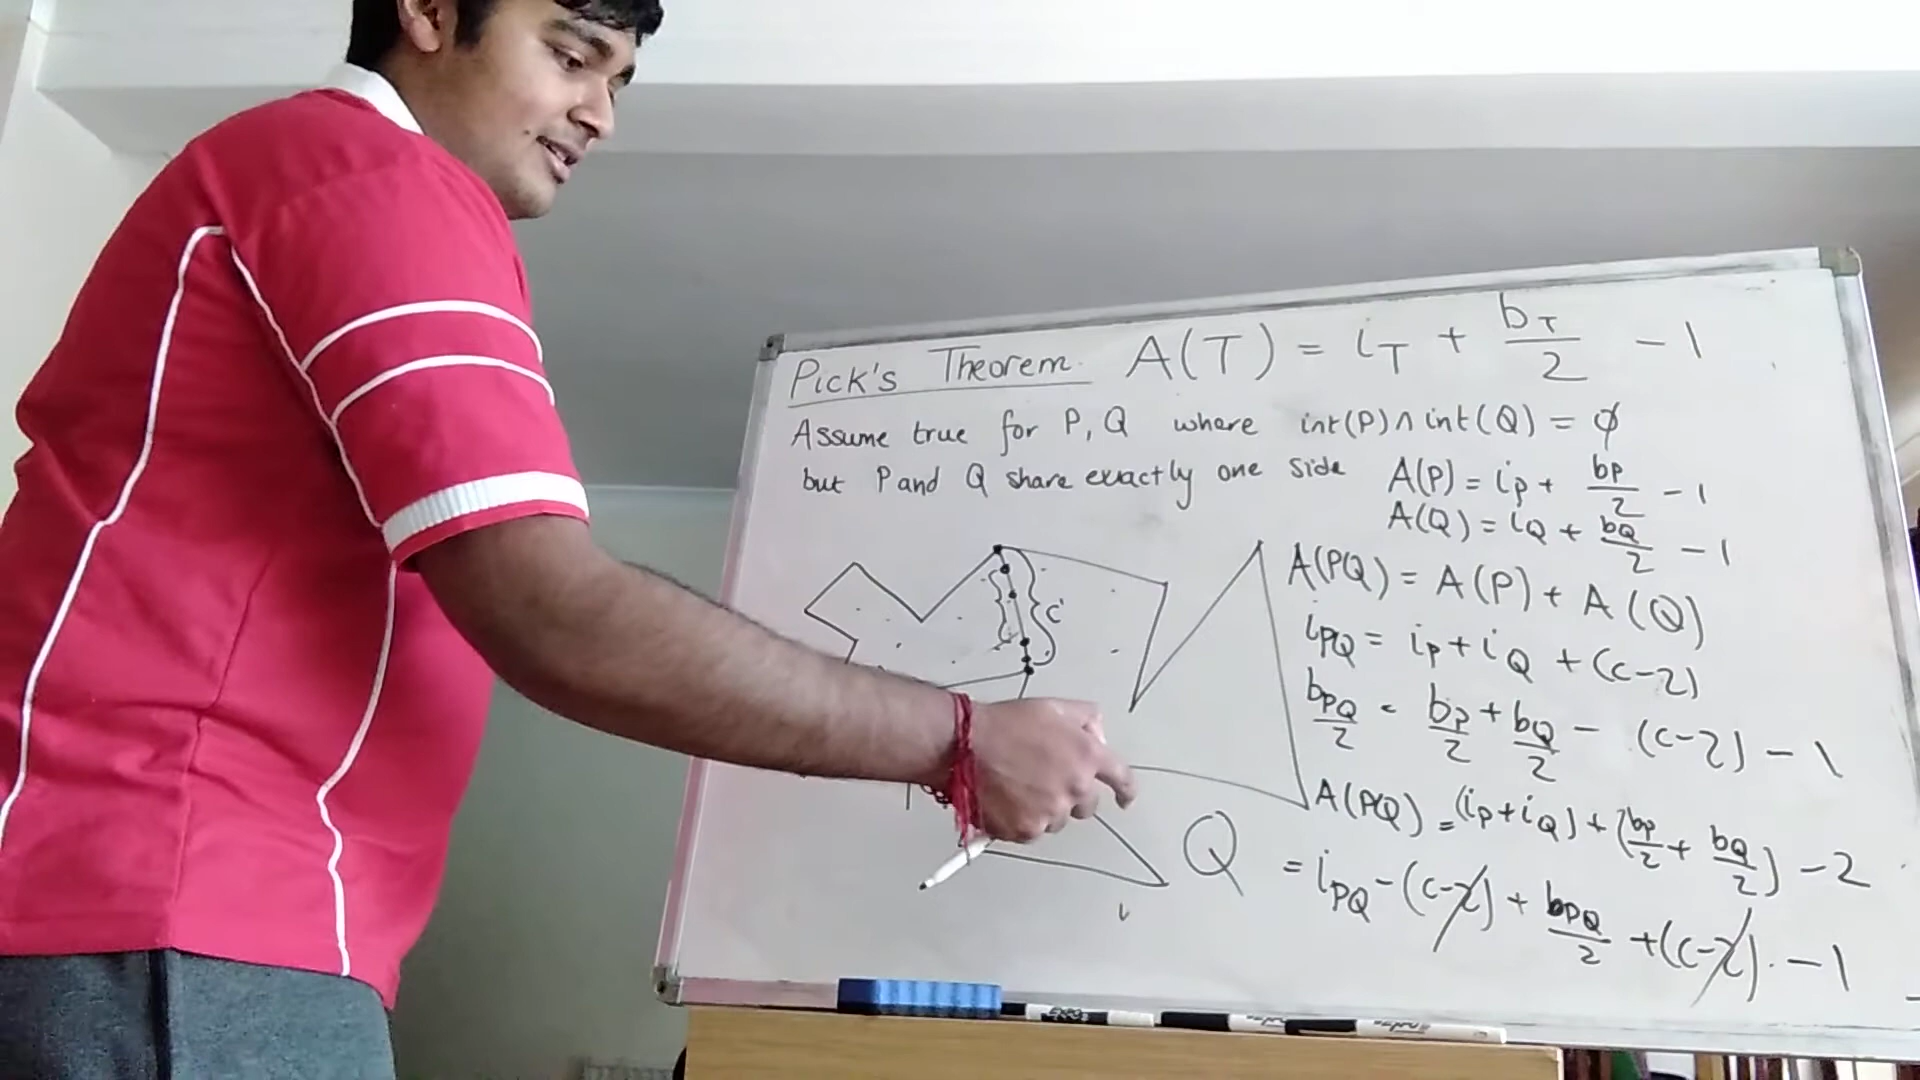 Pick's Theorem. A(T) = i_T + b_T/2 - 1
Assume true for P, Q where int(P) ∩ int(Q) = ∅
but P and Q share exactly one side
A(P) = i_P + b_P/2 - 1
A(Q) = i_Q + b_Q/2 - 1
A(PQ) = A(P) + A(Q)
i_PQ = i_P + i_Q + (c-2)
b_PQ/2 = b_P/2 + b_Q/2 - (c-2) - 1
A(PQ) = (i_P + i_Q) + (b_P/2 + b_Q/2) - 2
= i_PQ - (c-2) + b_PQ/2 + (c-2) - 1
c
Q